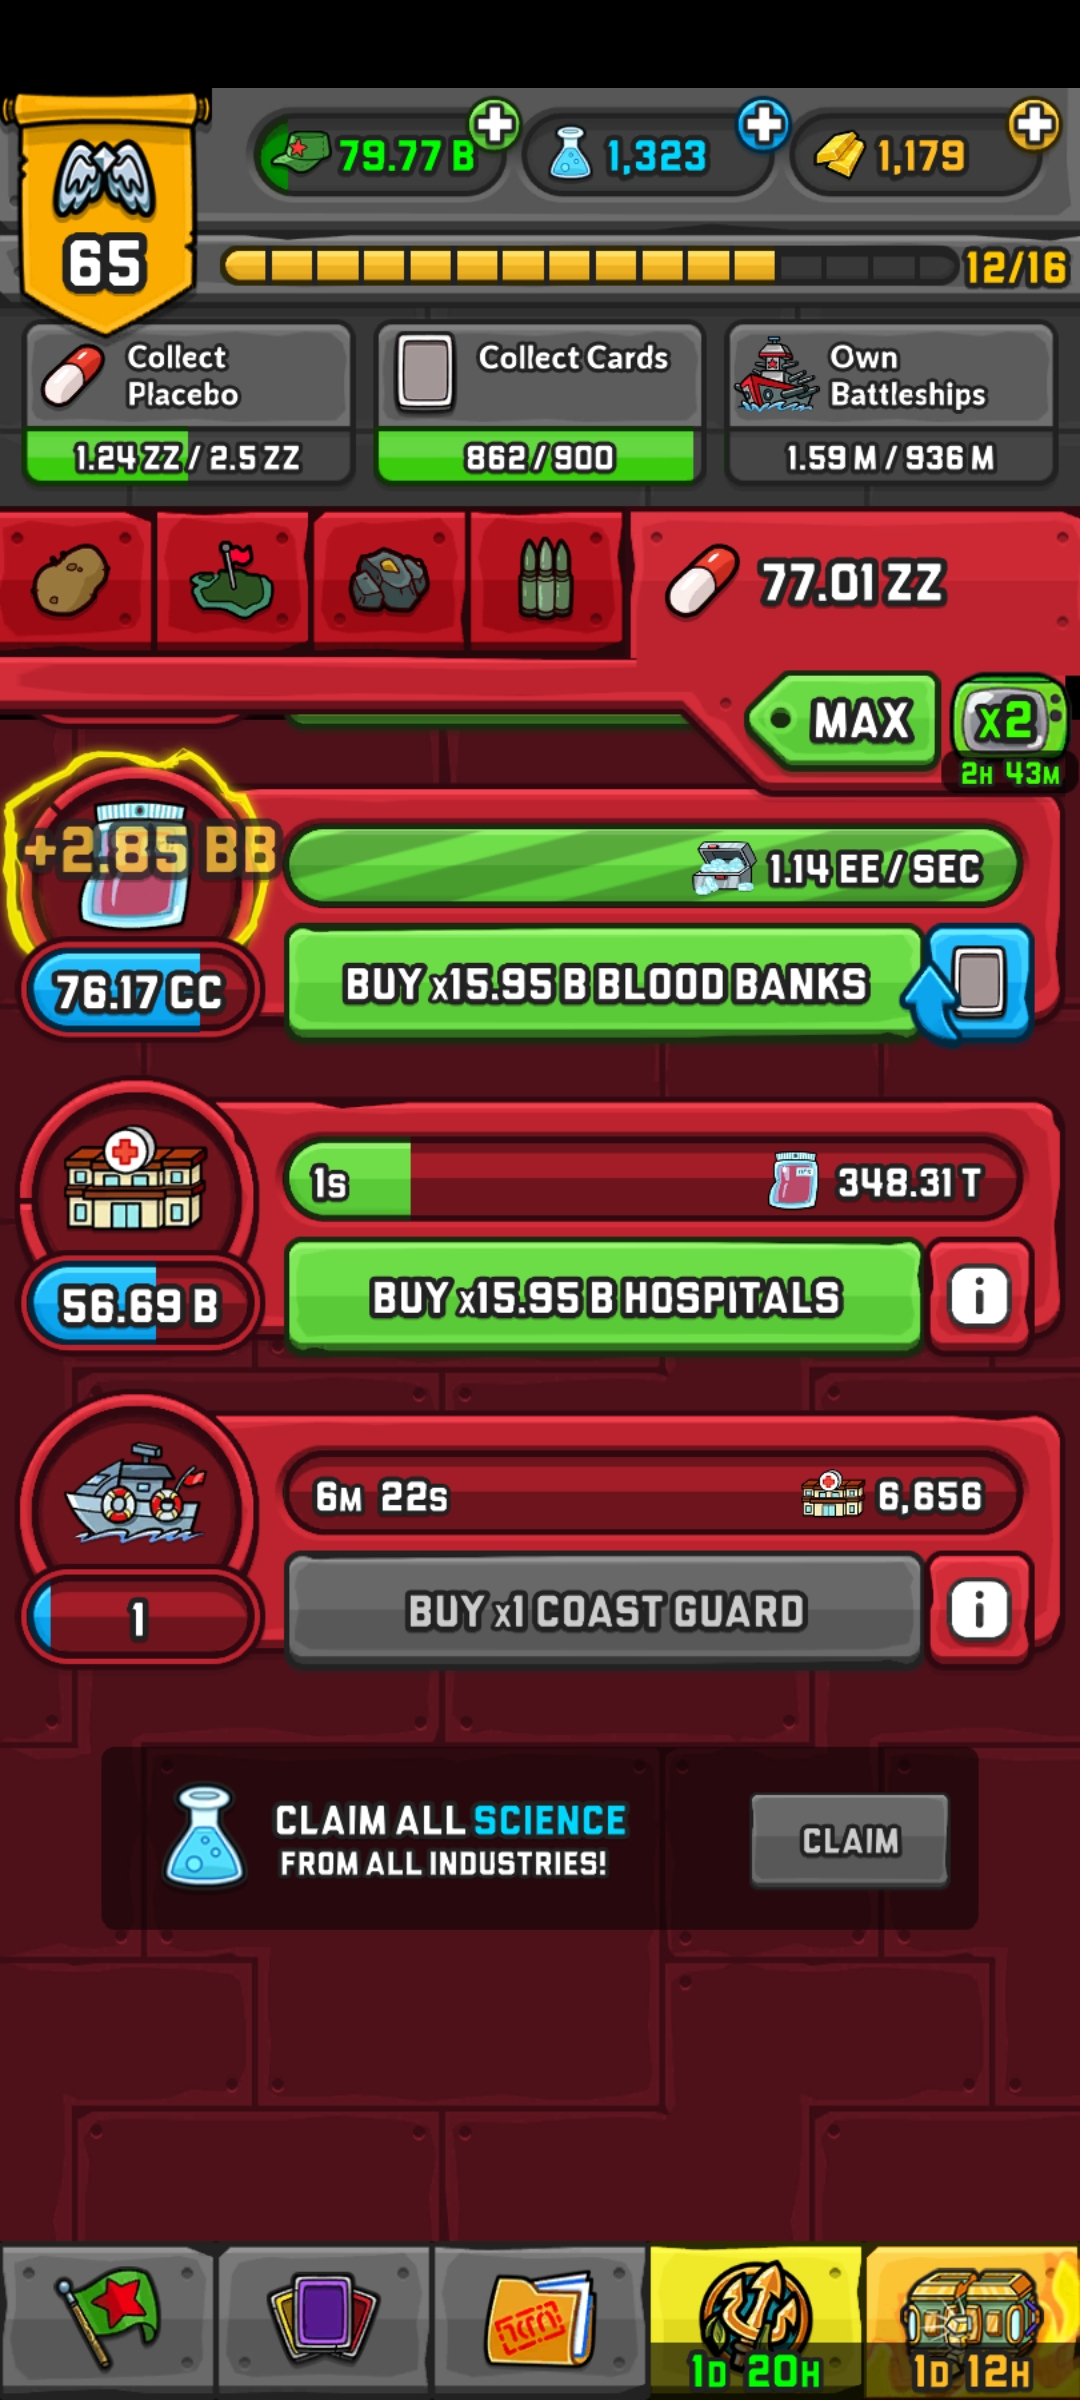 65
79.77 B
1,323
1,179
12/16
Collect
Placebo
1.24 ZZ / 2.5 ZZ
Collect Cards
862/900
Own
Battleships
1.59 M / 936 M
77.01 ZZ
MAX
x2
2H 43M
+2.85 BB
1.14 EE / SEC
76.17 CC
BUY x15.95 B BLOOD BANKS
1s
348.31 T
56.69 B
BUY x15.95 B HOSPITALS
i
6M 22s
6,656
1
BUY x1 COAST GUARD
i
CLAIM ALL SCIENCE
FROM ALL INDUSTRIES!
CLAIM
1D 20H
1D 12H